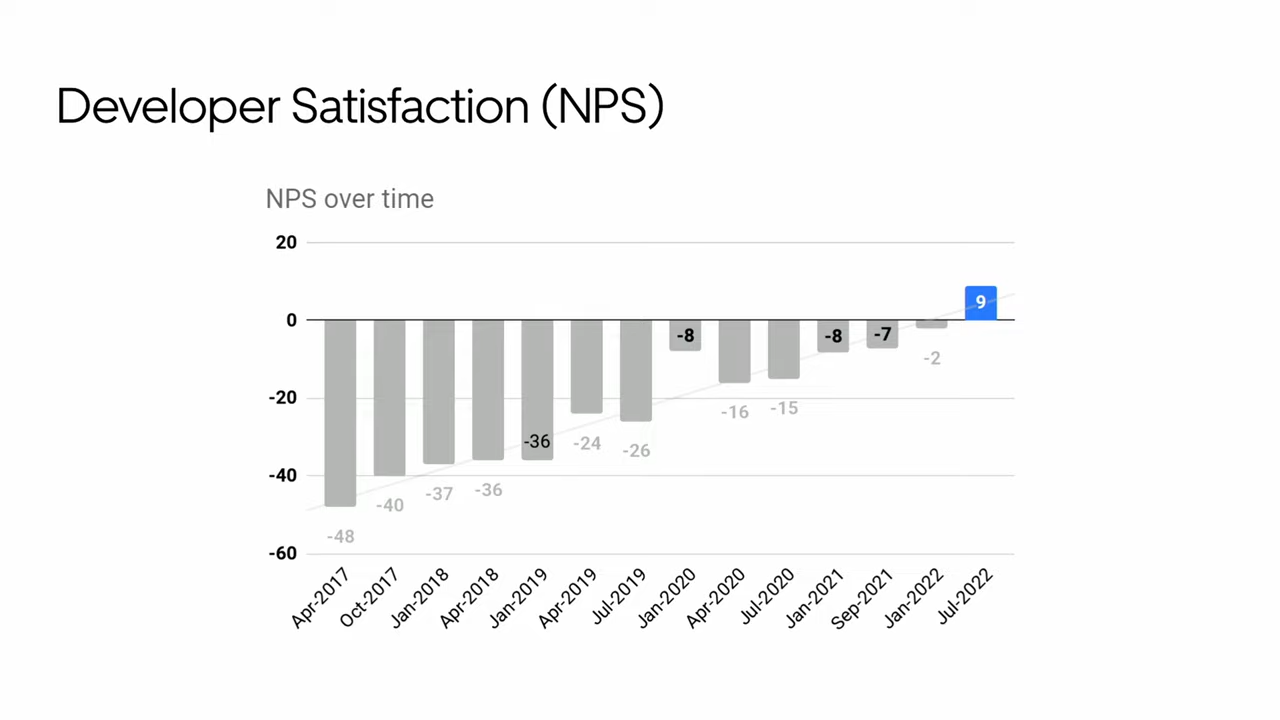 Developer Satisfaction (NPS)
NPS over time
20
0
-20
-40
-60
-48
-40
-37
-36
-36
-24
-26
-8
-16
-15
-8
-7
-2
9
Apr-2017
Oct-2017
Jan-2018
Apr-2018
Jan-2019
Apr-2019
Jul-2019
Jan-2020
Apr-2020
Jul-2020
Jan-2021
Sep-2021
Jan-2022
Jul-2022